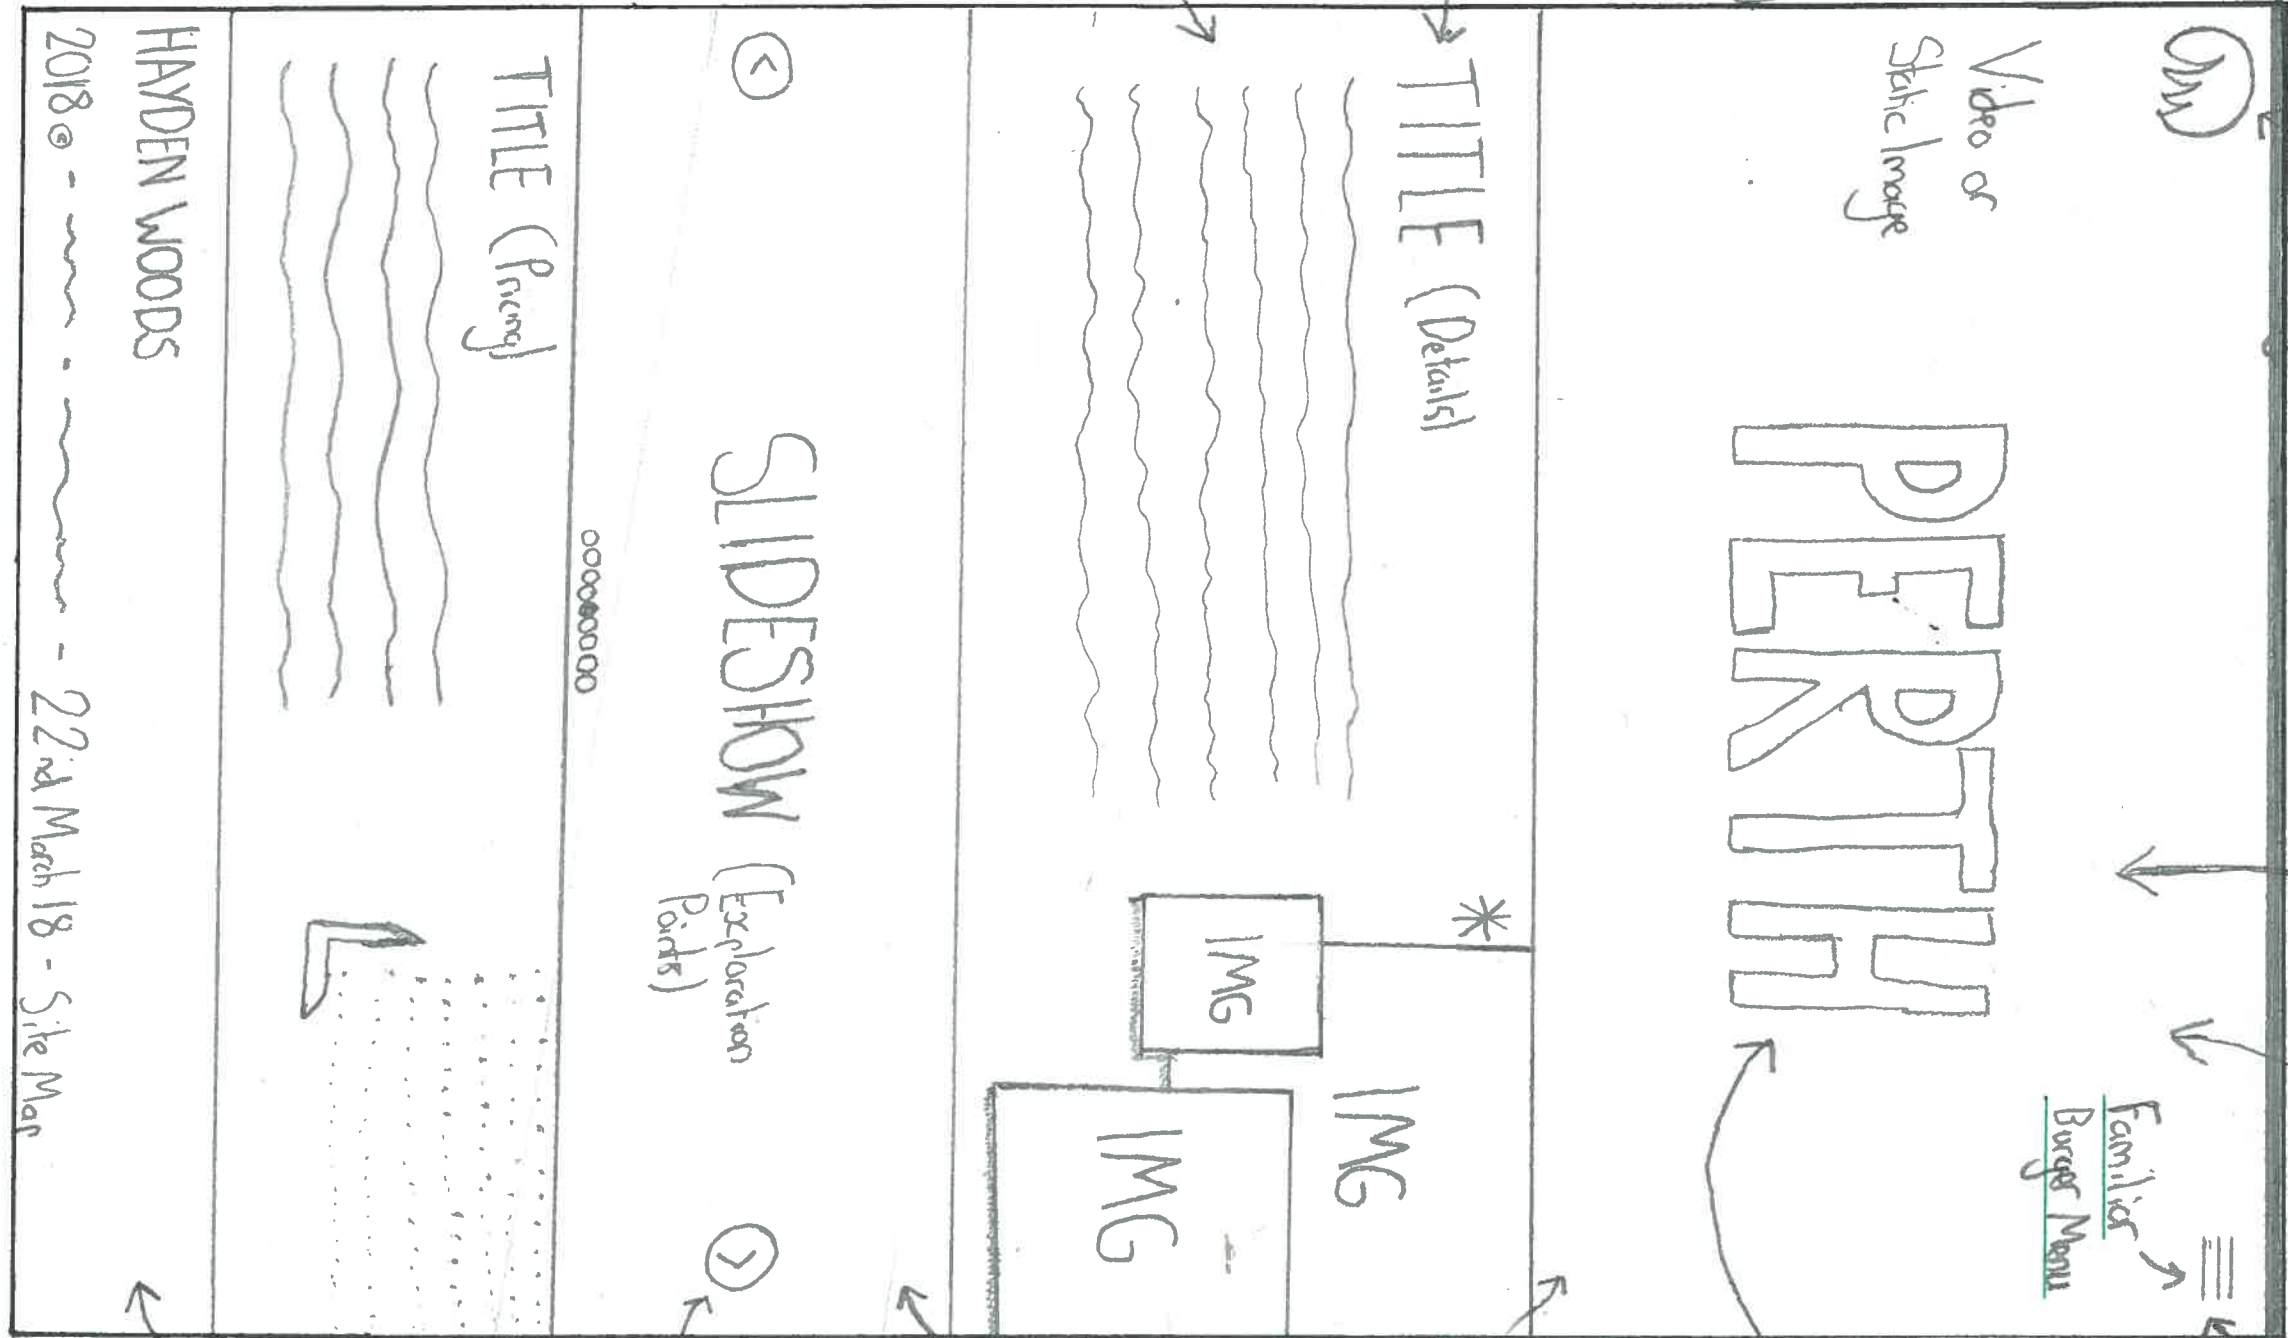 Video or
Static Image
PERTH
Familiar
Burger Menu
TITLE (Details)
*
IMG
IMG
IMG
SLIDESHOW (Exploration
Points)
TITLE (Pricing)
HAYDEN WOODS
2018© - - - 22nd March 18 - Site Map